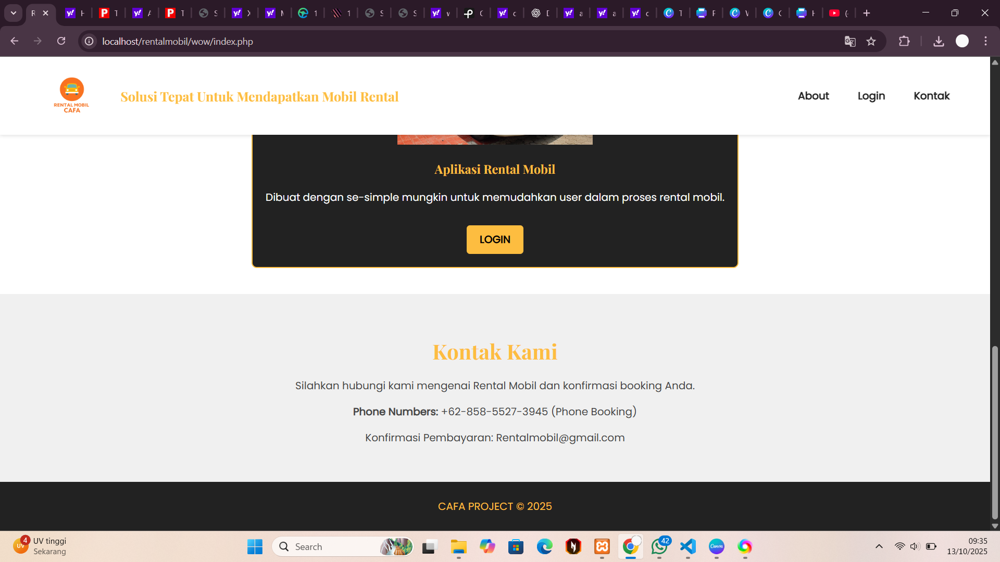 localhost/rentalmobil/wow/index.php
RENTAL MOBIL
CAFA
Solusi Tepat Untuk Mendapatkan Mobil Rental
About
Login
Kontak
Aplikasi Rental Mobil
Dibuat dengan se-simple mungkin untuk memudahkan user dalam proses rental mobil.
LOGIN
Kontak Kami
Silahkan hubungi kami mengenai Rental Mobil dan konfirmasi booking Anda.
Phone Numbers: +62-858-5527-3945 (Phone Booking)
Konfirmasi Pembayaran: Rentalmobil@gmail.com
CAFA PROJECT © 2025
4
UV
UV tinggi
Sekarang
Search
42
Canva
09:35
13/10/2025